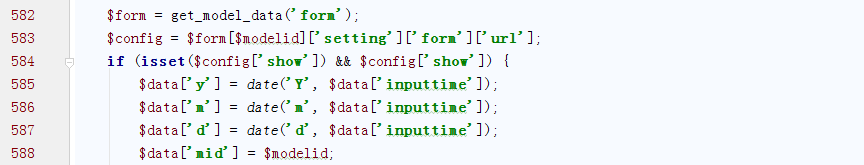 582 $form = get_model_data('form');
583 $config = $form[$modelid]['setting']['form']['url'];
584 if (isset($config['show']) && $config['show']) {
585 $data['y'] = date('Y', $data['inputtime']);
586 $data['m'] = date('m', $data['inputtime']);
587 $data['d'] = date('d', $data['inputtime']);
588 $data['mid'] = $modelid;